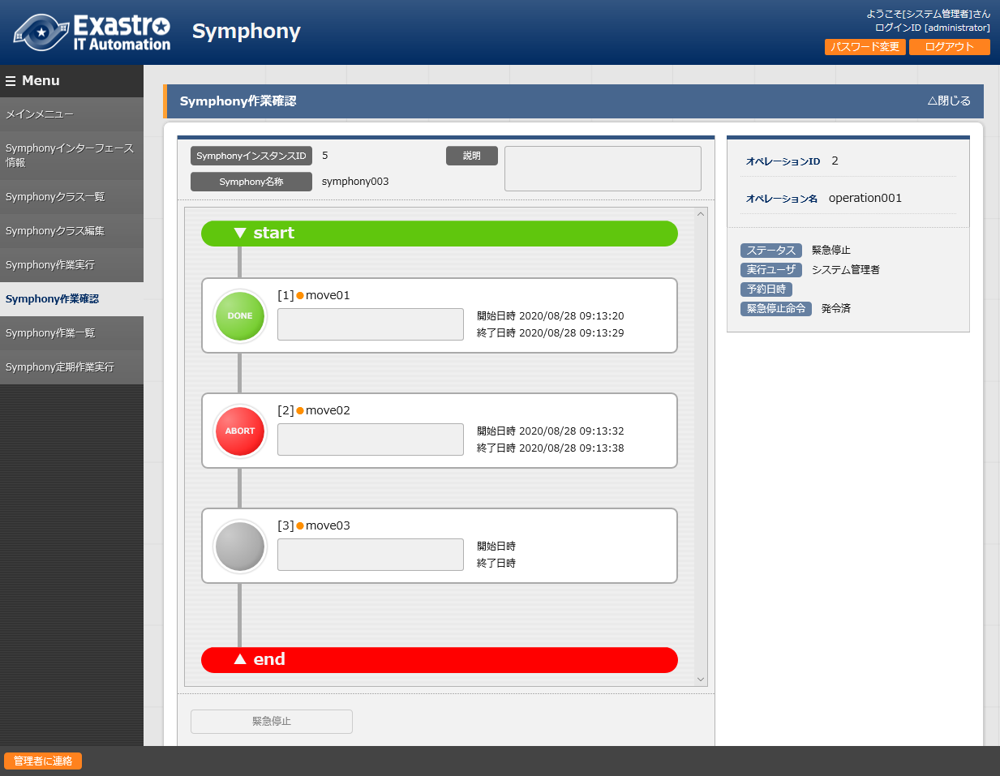 Exastro
IT Automation
Symphony
ようこそ[システム管理者]さん
ログインID [administrator]
パスワード変更
ログアウト
Menu
メインメニュー
Symphonyインターフェース
情報
Symphonyクラス一覧
Symphonyクラス編集
Symphony作業実行
Symphony作業確認
Symphony作業一覧
Symphony定期作業実行
Symphony作業確認
△閉じる
SymphonyインスタンスID 5
説明
Symphony名称 symphony003
▼ start
DONE
[1]●move01
開始日時 2020/08/28 09:13:20
終了日時 2020/08/28 09:13:29
ABORT
[2]●move02
開始日時 2020/08/28 09:13:32
終了日時 2020/08/28 09:13:38
[3]●move03
開始日時
終了日時
▲ end
緊急停止
オペレーションID 2
オペレーション名 operation001
ステータス 緊急停止
実行ユーザ システム管理者
予約日時
緊急停止命令 発令済
管理者に連絡